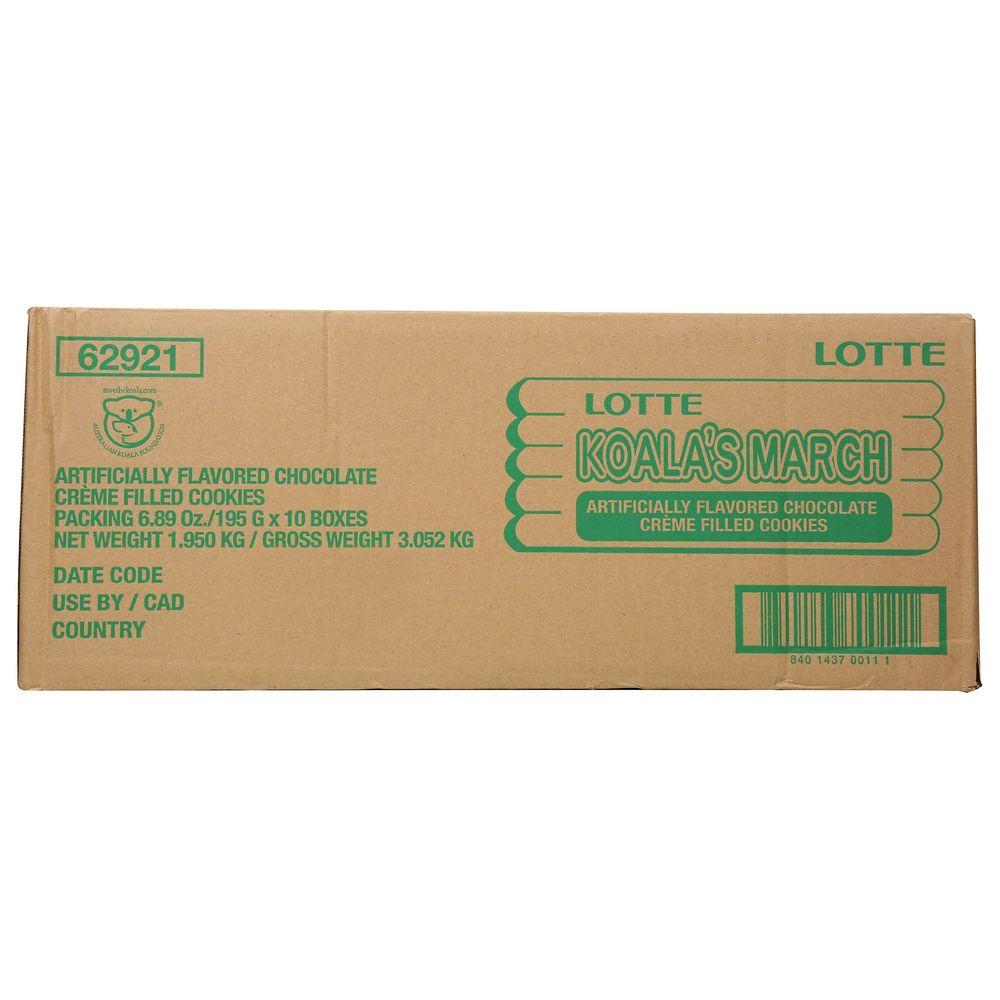 62921
savethekoala.com
®
AUSTRALIAN KOALA FOUNDATION
ARTIFICIALLY FLAVORED CHOCOLATE
CRÈME FILLED COOKIES
PACKING 6.89 Oz./195 G x 10 BOXES
NET WEIGHT 1.950 KG / GROSS WEIGHT 3.052 KG
DATE CODE
USE BY / CAD
COUNTRY
LOTTE
LOTTE
KOALA'S MARCH
ARTIFICIALLY FLAVORED CHOCOLATE
CRÈME FILLED COOKIES
840 1437 0011 1